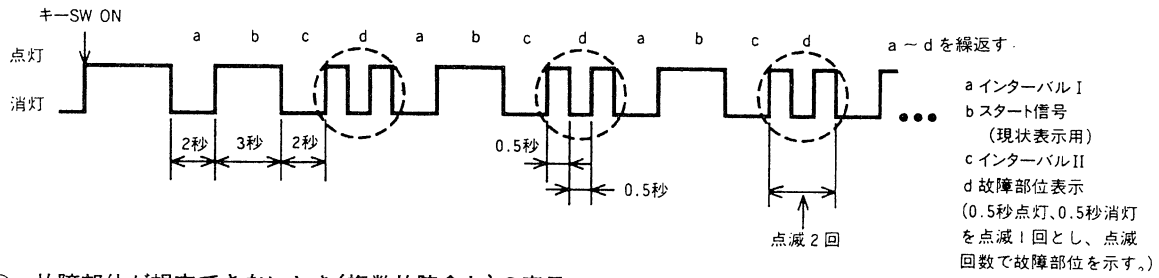 キーSW ON
点灯
消灯
a b c d a b c d a b c d
a～dを繰返す.
2秒 3秒 2秒
0.5秒
0.5秒
点滅2回
•••
a インターバルI
b スタート信号
(現状表示用)
c インターバルII
d 故障部位表示
(0.5秒点灯、0.5秒消灯
を点滅1回とし、点滅
回数で故障部位を示す。)